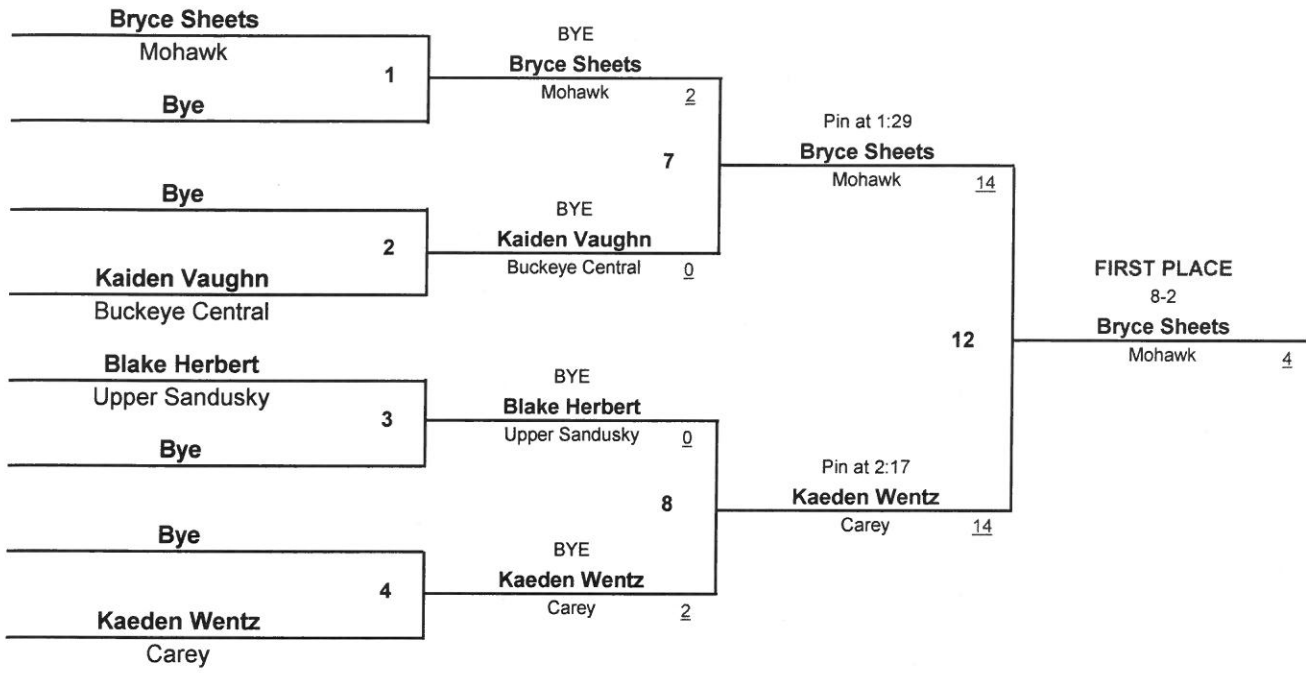 Bryce Sheets
Mohawk
1
Bye
Bye
2
Kaiden Vaughn
Buckeye Central
Blake Herbert
Upper Sandusky
3
Bye
Bye
4
Kaeden Wentz
Carey
BYE
Bryce Sheets
Mohawk 2
7
BYE
Kaiden Vaughn
Buckeye Central 0
BYE
Blake Herbert
Upper Sandusky 0
8
BYE
Kaeden Wentz
Carey 2
Pin at 1:29
Bryce Sheets
Mohawk 14
12
Pin at 2:17
Kaeden Wentz
Carey 14
FIRST PLACE
8-2
Bryce Sheets
Mohawk 4